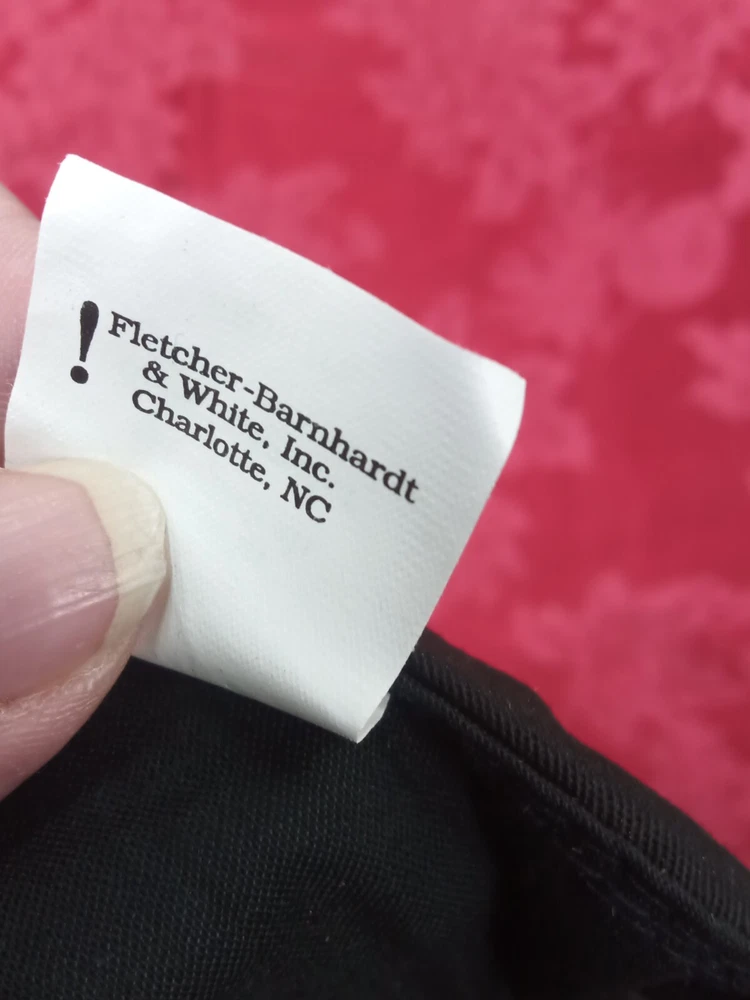 ! Fletcher-Barnhardt
& White, Inc.
Charlotte, NC